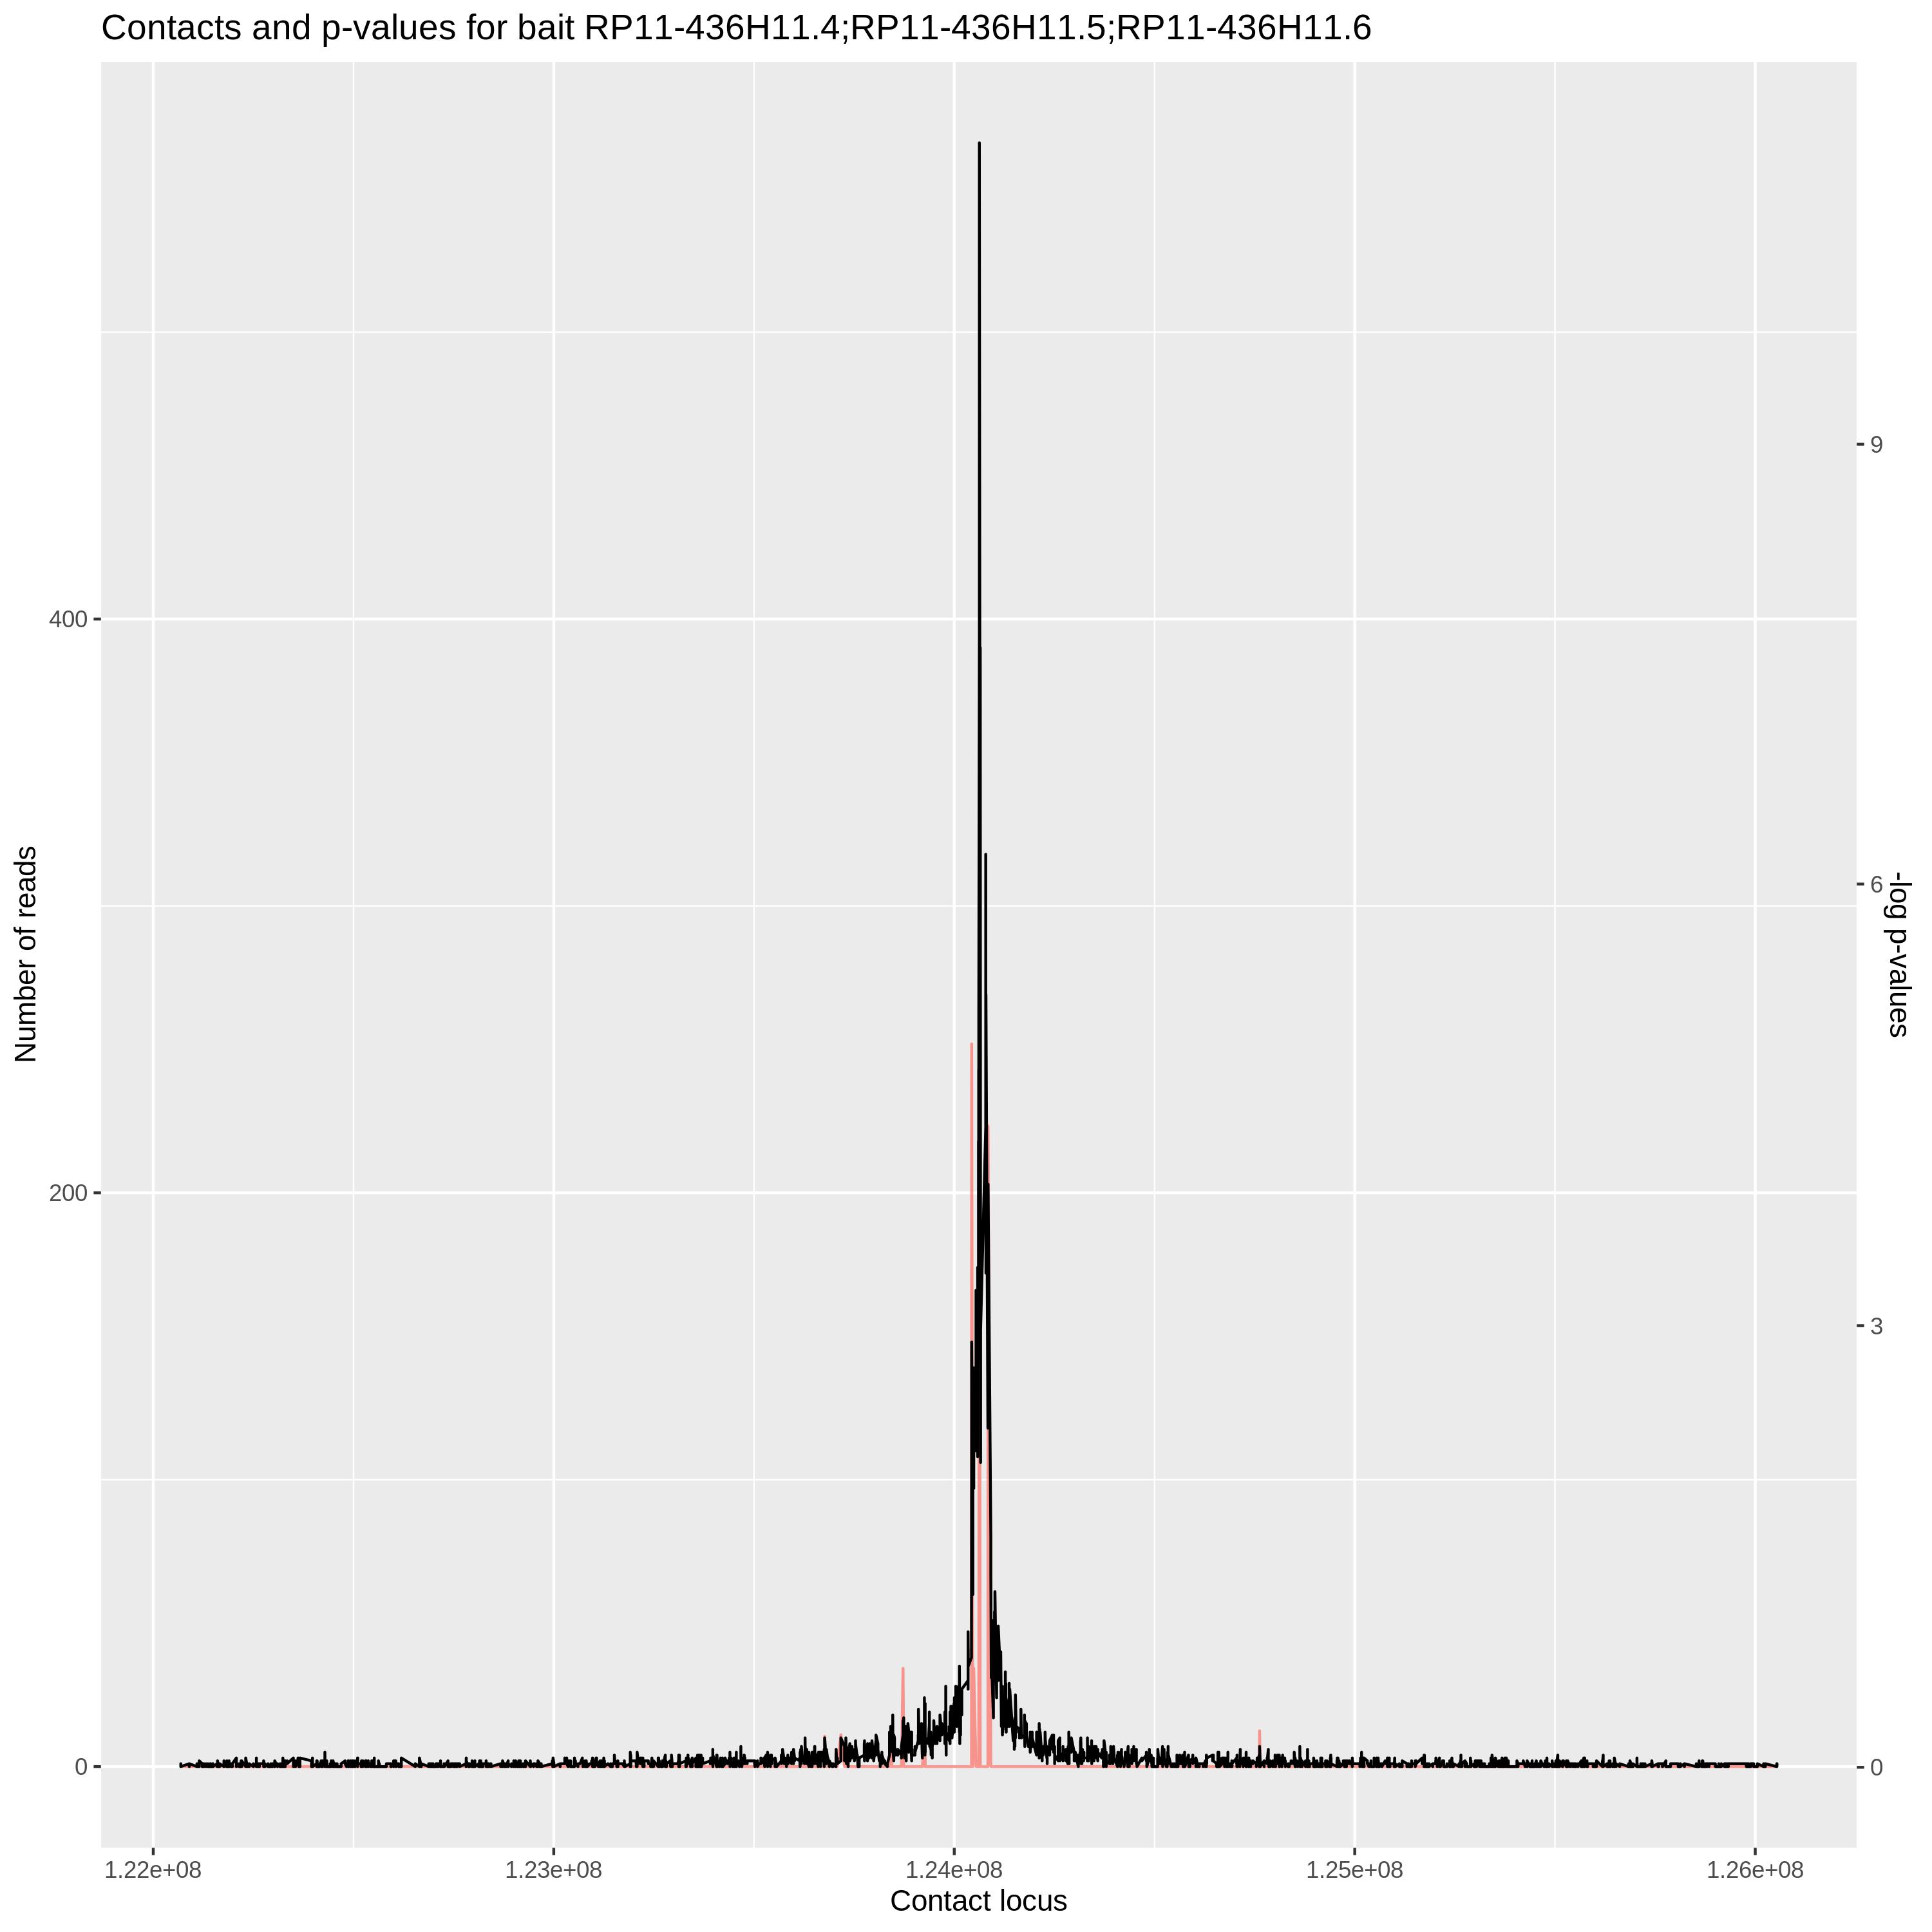 Contacts and p-values for bait RP11-436H11.4;RP11-436H11.5;RP11-436H11.6
Number of reads
400
200
0
9
6
3
0
-log p-values
1.22e+08
1.23e+08
1.24e+08
1.25e+08
1.26e+08
Contact locus